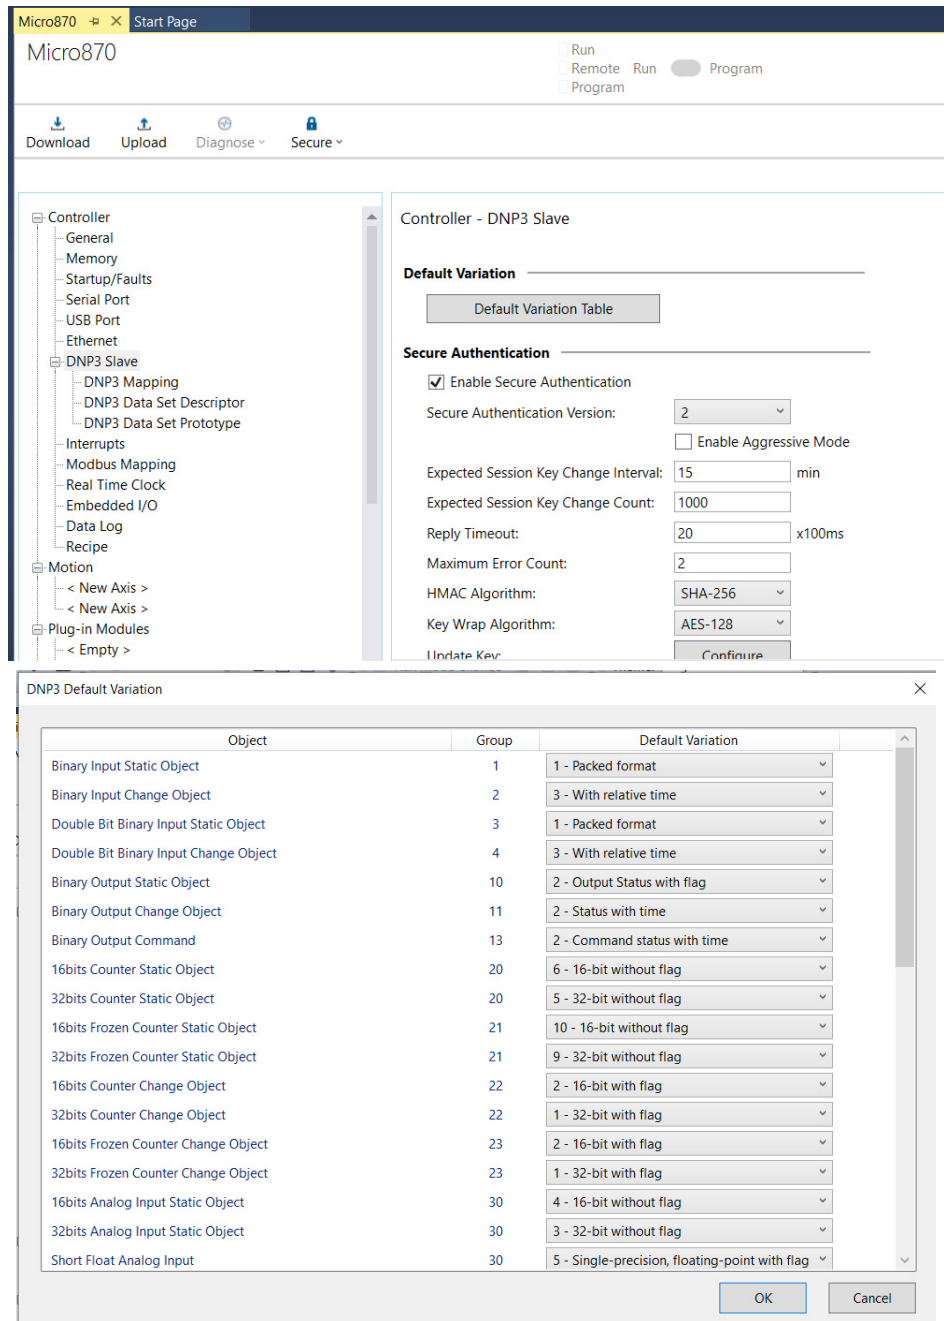 Micro870
Start Page
Micro870
Run
Remote Run Program
Program
Download Upload Diagnose Secure
Controller
General
Memory
Startup/Faults
Serial Port
USB Port
Ethernet
DNP3 Slave
DNP3 Mapping
DNP3 Data Set Descriptor
DNP3 Data Set Prototype
Interrupts
Modbus Mapping
Real Time Clock
Embedded I/O
Data Log
Recipe
Motion
< New Axis >
< New Axis >
Plug-in Modules
< Empty >
Controller - DNP3 Slave
Default Variation
Default Variation Table
Secure Authentication
Enable Secure Authentication
Secure Authentication Version: 2
Enable Aggressive Mode
Expected Session Key Change Interval: 15 min
Expected Session Key Change Count: 1000
Reply Timeout: 20 x100ms
Maximum Error Count: 2
HMAC Algorithm: SHA-256
Key Wrap Algorithm: AES-128
Update Key: Configure
DNP3 Default Variation
Object Group Default Variation
Binary Input Static Object 1 1 - Packed format
Binary Input Change Object 2 3 - With relative time
Double Bit Binary Input Static Object 3 1 - Packed format
Double Bit Binary Input Change Object 4 3 - With relative time
Binary Output Static Object 10 2 - Output Status with flag
Binary Output Change Object 11 2 - Status with time
Binary Output Command 13 2 - Command status with time
16bits Counter Static Object 20 6 - 16-bit without flag
32bits Counter Static Object 20 5 - 32-bit without flag
16bits Frozen Counter Static Object 21 10 - 16-bit without flag
32bits Frozen Counter Static Object 21 9 - 32-bit without flag
16bits Counter Change Object 22 2 - 16-bit with flag
32bits Counter Change Object 22 1 - 32-bit with flag
16bits Frozen Counter Change Object 23 2 - 16-bit with flag
32bits Frozen Counter Change Object 23 1 - 32-bit with flag
16bits Analog Input Static Object 30 4 - 16-bit without flag
32bits Analog Input Static Object 30 3 - 32-bit without flag
Short Float Analog Input 30 5 - Single-precision, floating-point with flag
OK Cancel